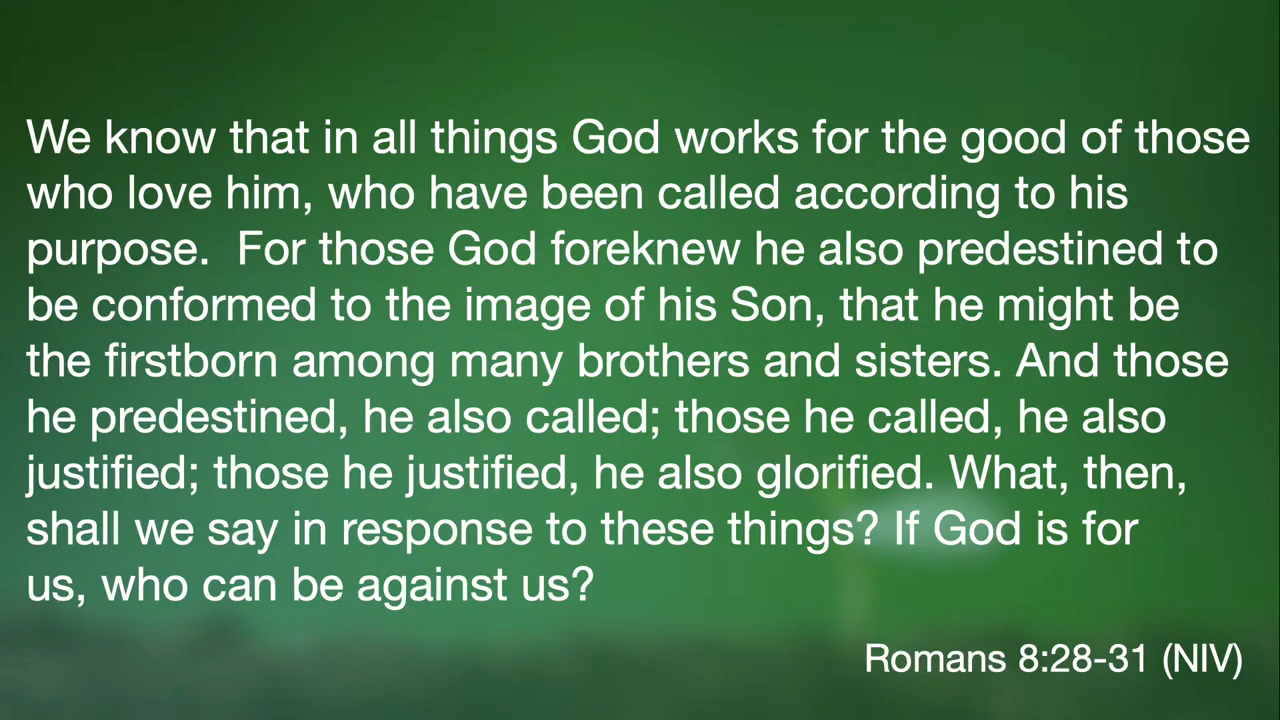 We know that in all things God works for the good of those
who love him, who have been called according to his
purpose.  For those God foreknew he also predestined to
be conformed to the image of his Son, that he might be
the firstborn among many brothers and sisters. And those
he predestined, he also called; those he called, he also
justified; those he justified, he also glorified. What, then,
shall we say in response to these things? If God is for
us, who can be against us?
Romans 8:28-31 (NIV)